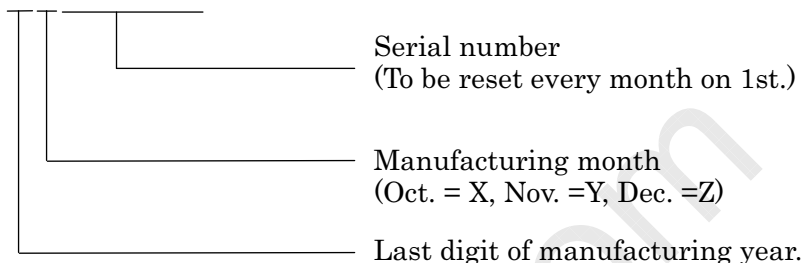 Serial number
(To be reset every month on 1st.)
Manufacturing month
(Oct. = X, Nov. =Y, Dec. =Z)
Last digit of manufacturing year.